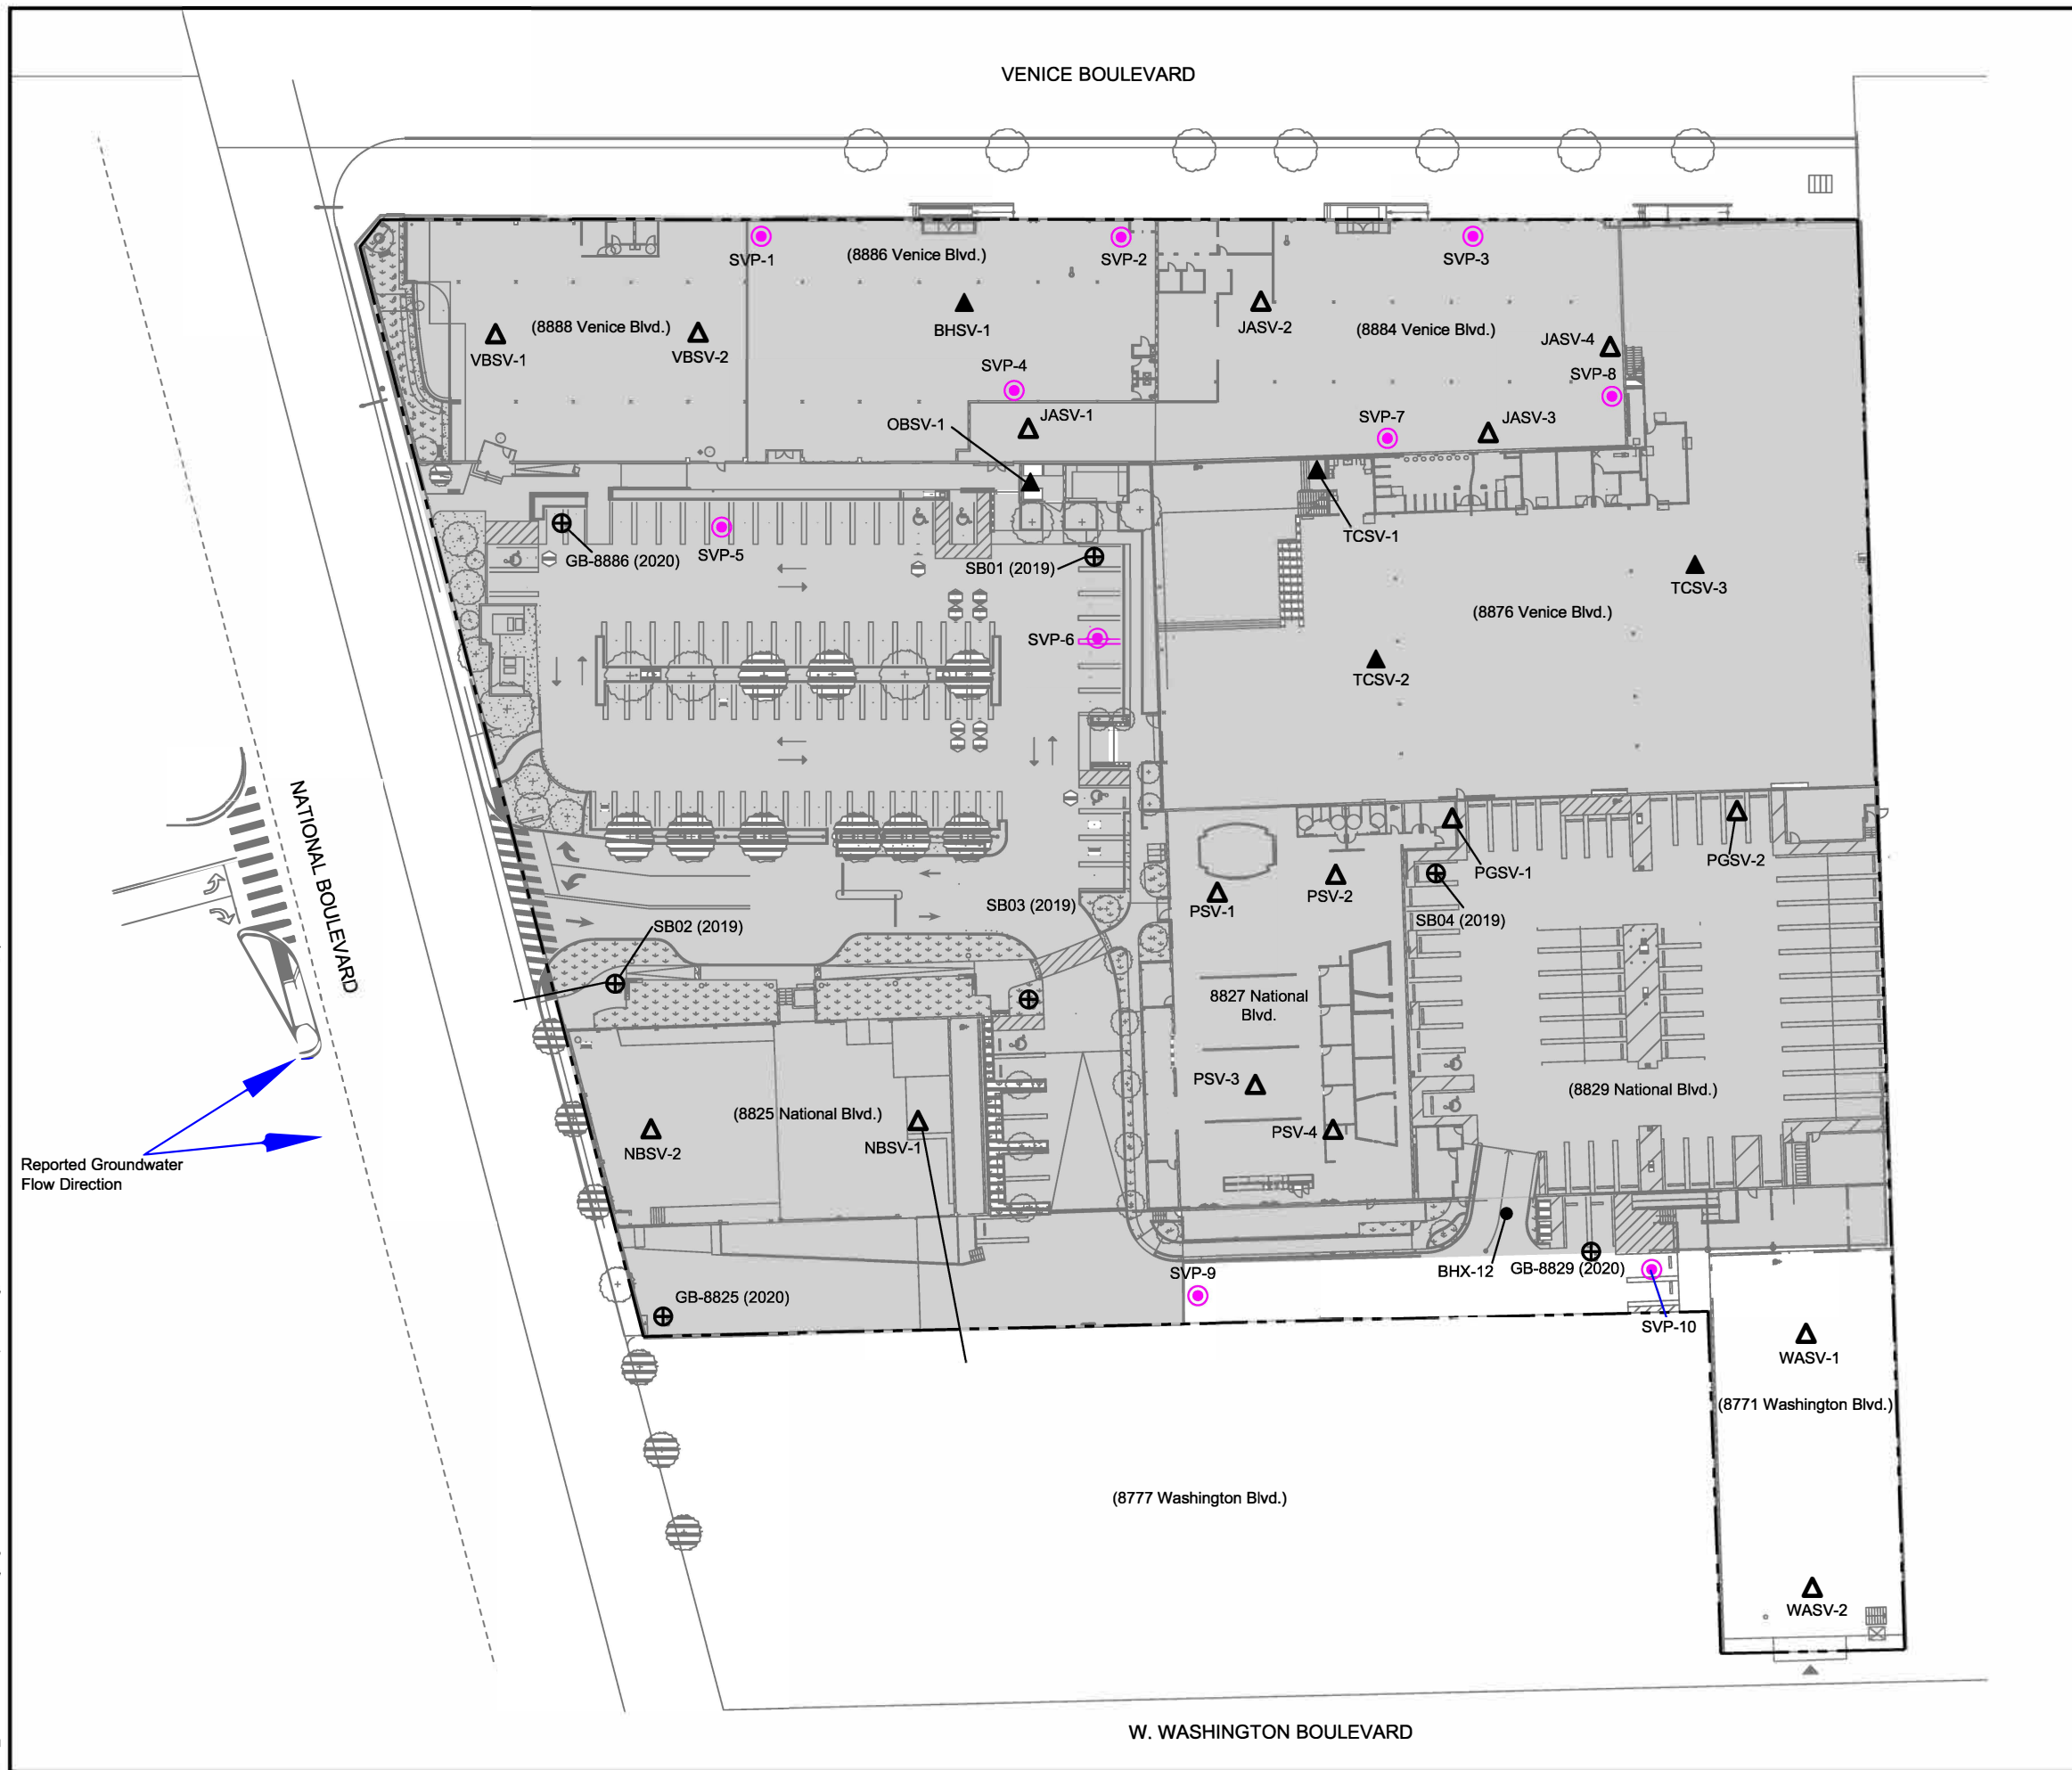 VENICE BOULEVARD
SVP-1
(8886 Venice Blvd.)
SVP-2
SVP-3
BHSV-1
JASV-2
(8888 Venice Blvd.)
(8884 Venice Blvd.)
VBSV-1
VBSV-2
JASV-4
SVP-4
SVP-8
OBSV-1
JASV-1
SVP-7
JASV-3
TCSV-1
GB-8886 (2020)
SVP-5
SB01 (2019)
TCSV-3
(8876 Venice Blvd.)
SVP-6
TCSV-2
NATIONAL BOULEVARD
PGSV-1
PGSV-2
PSV-1
PSV-2
SB03 (2019)
SB04 (2019)
SB02 (2019)
8827 National
Blvd.
PSV-3
(8829 National Blvd.)
(8825 National Blvd.)
NBSV-2
NBSV-1
PSV-4
Reported Groundwater
Flow Direction
SVP-9
BHX-12
GB-8829 (2020)
GB-8825 (2020)
SVP-10
WASV-1
(8771 Washington Blvd.)
(8777 Washington Blvd.)
WASV-2
W. WASHINGTON BOULEVARD